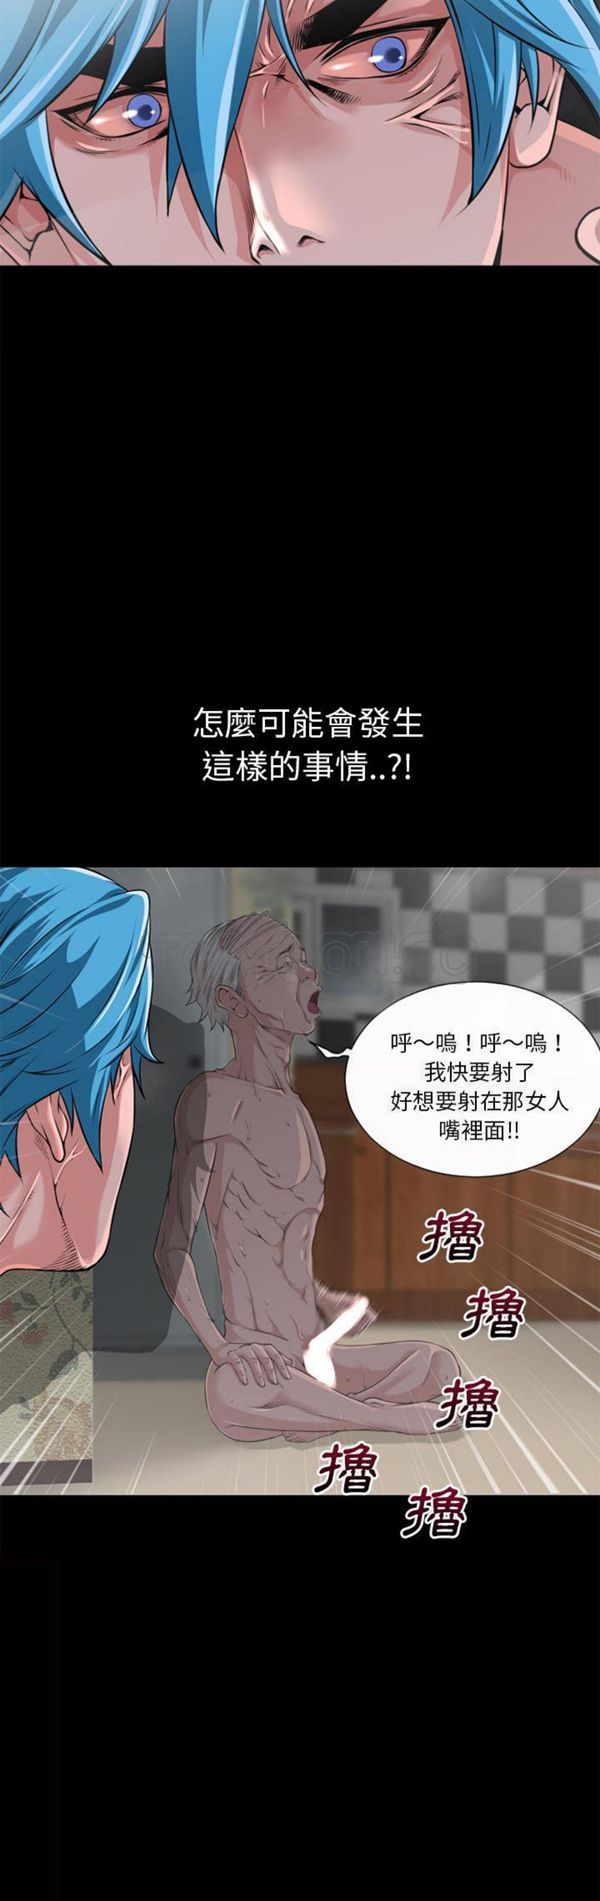 怎麼可能會發生
這樣的事情..?!
呼～嗚！呼～嗚！
我快要射了
好想要射在那女人
嘴裡面!!
擼
擼
擼
擼
擼